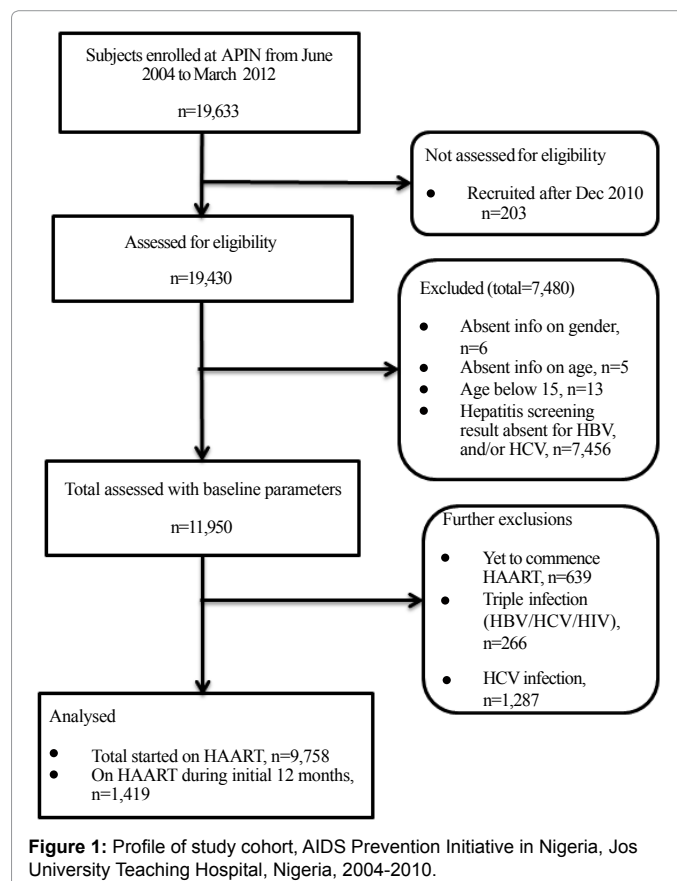 Subjects enrolled at APIN from June
2004 to March 2012
n=19,633
Not assessed for eligibility
• Recruited after Dec 2010
n=203
Assessed for eligibility
n=19,430
Excluded (total=7,480)
• Absent info on gender,
n=6
• Absent info on age, n=5
• Age below 15, n=13
• Hepatitis screening
result absent for HBV,
and/or HCV, n=7,456
Total assessed with baseline parameters
n=11,950
Further exclusions
• Yet to commence
HAART, n=639
• Triple infection
(HBV/HCV/HIV),
n=266
• HCV infection,
n=1,287
Analysed
• Total started on HAART, n=9,758
• On HAART during initial 12 months,
n=1,419
Figure 1: Profile of study cohort, AIDS Prevention Initiative in Nigeria, Jos
University Teaching Hospital, Nigeria, 2004-2010.